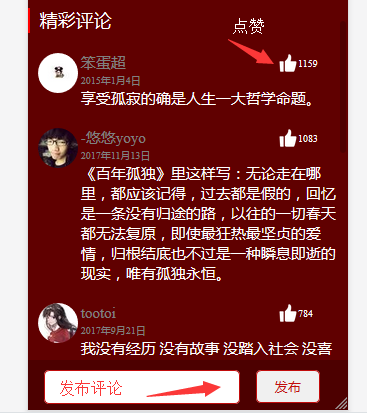 精彩评论
点赞
笨蛋超
1159
2015年1月4日
享受孤寂的确是人生一大哲学命题。
-悠悠yoyo
1083
2017年11月13日
《百年孤独》里这样写：无论走在哪
里，都应该记得，过去都是假的，回忆
是一条没有归途的路，以往的一切春天
都无法复原，即使最狂热最坚贞的爱
情，归根结底也不过是一种瞬息即逝的
现实，唯有孤独永恒。
tootoi
784
2017年9月21日
我没有经历 没有故事 没踏入社会 没喜
发布评论
发布